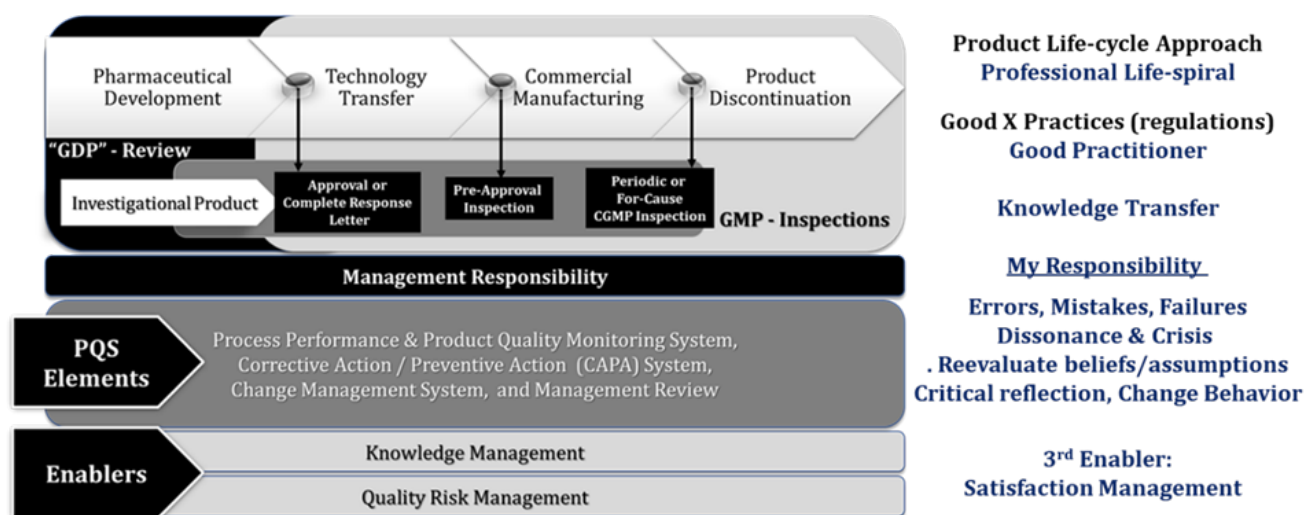 Pharmaceutical
Development
Technology
Transfer
Commercial
Manufacturing
Product
Discontinuation
"GDP" - Review
Investigational Product
Approval or
Complete Response
Letter
Pre-Approval
Inspection
Periodic or
For-Cause
CGMP Inspection
GMP - Inspections
Management Responsibility
PQS
Elements
Process Performance & Product Quality Monitoring System,
Corrective Action / Preventive Action (CAPA) System,
Change Management System, and Management Review
Enablers
Knowledge Management
Quality Risk Management
Product Life-cycle Approach
Professional Life-spiral
Good X Practices (regulations)
Good Practitioner
Knowledge Transfer
My Responsibility
Errors, Mistakes, Failures
Dissonance & Crisis
. Reevaluate beliefs/assumptions
Critical reflection, Change Behavior
3rd Enabler:
Satisfaction Management